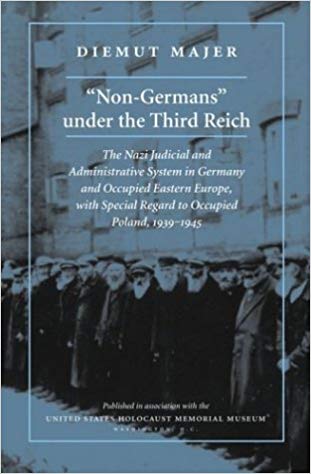 DIEMUT MAJER
“Non-Germans”
under the Third Reich
The Nazi Judicial and
Administrative System in Germany
and Occupied Eastern Europe,
with Special Regard to Occupied
Poland, 1939–1945
Published in association with the
UNITED STATES HOLOCAUST MEMORIAL MUSEUM
WASHINGTON, D.C.